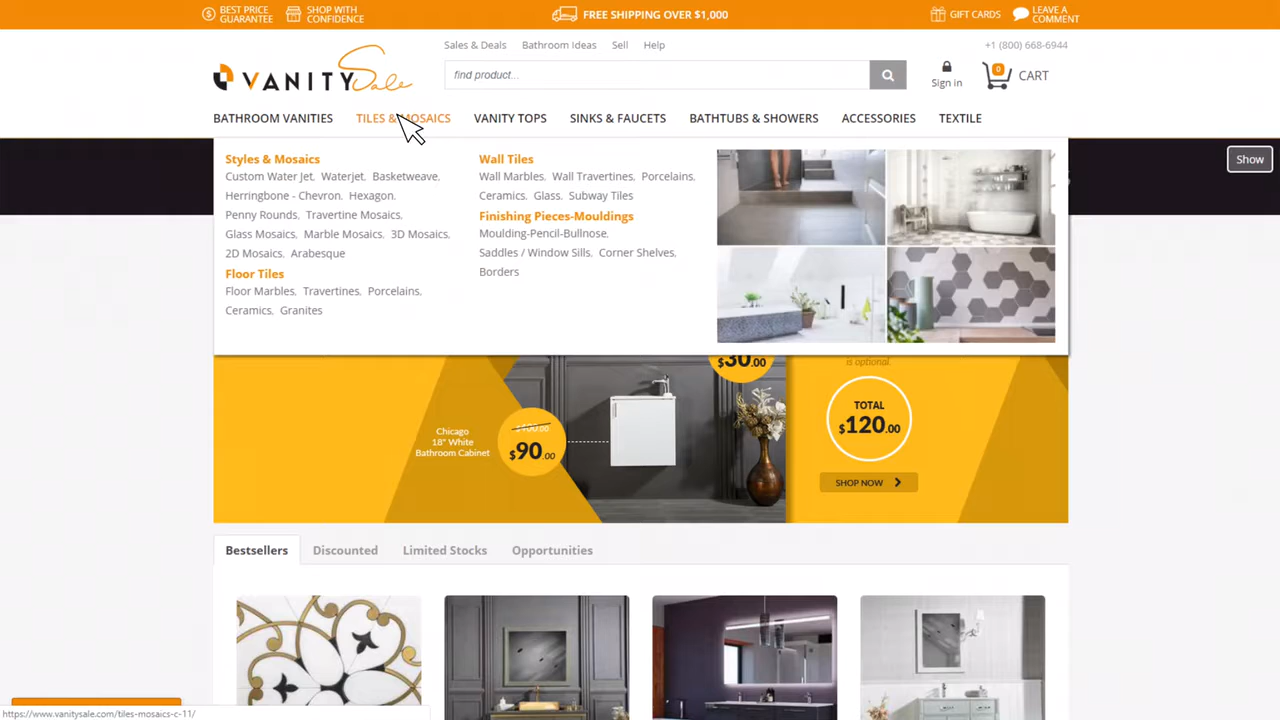 BEST PRICE
GUARANTEE
SHOP WITH
CONFIDENCE
FREE SHIPPING OVER $1,000
GIFT CARDS
LEAVE A
COMMENT
Sales & Deals Bathroom Ideas Sell Help
+1 (800) 668-6944
VANITY Sale
find product...
Sign in
0
CART
BATHROOM VANITIES TILES & MOSAICS VANITY TOPS SINKS & FAUCETS BATHTUBS & SHOWERS ACCESSORIES TEXTILE
Show
Styles & Mosaics
Custom Water Jet, Waterjet, Basketweave,
Herringbone - Chevron, Hexagon,
Penny Rounds, Travertine Mosaics,
Glass Mosaics, Marble Mosaics, 3D Mosaics,
2D Mosaics, Arabesque
Floor Tiles
Floor Marbles, Travertines, Porcelains,
Ceramics, Granites
Wall Tiles
Wall Marbles, Wall Travertines, Porcelains,
Ceramics, Glass, Subway Tiles
Finishing Pieces-Mouldings
Moulding-Pencil-Bullnose,
Saddles / Window Sills, Corner Shelves,
Borders
$30.00
is optional.
Chicago
18" White
Bathroom Cabinet
$100.00
$90.00
TOTAL
$120.00
SHOP NOW
Bestsellers Discounted Limited Stocks Opportunities
https://www.vanitysale.com/tiles-mosaics-c-11/